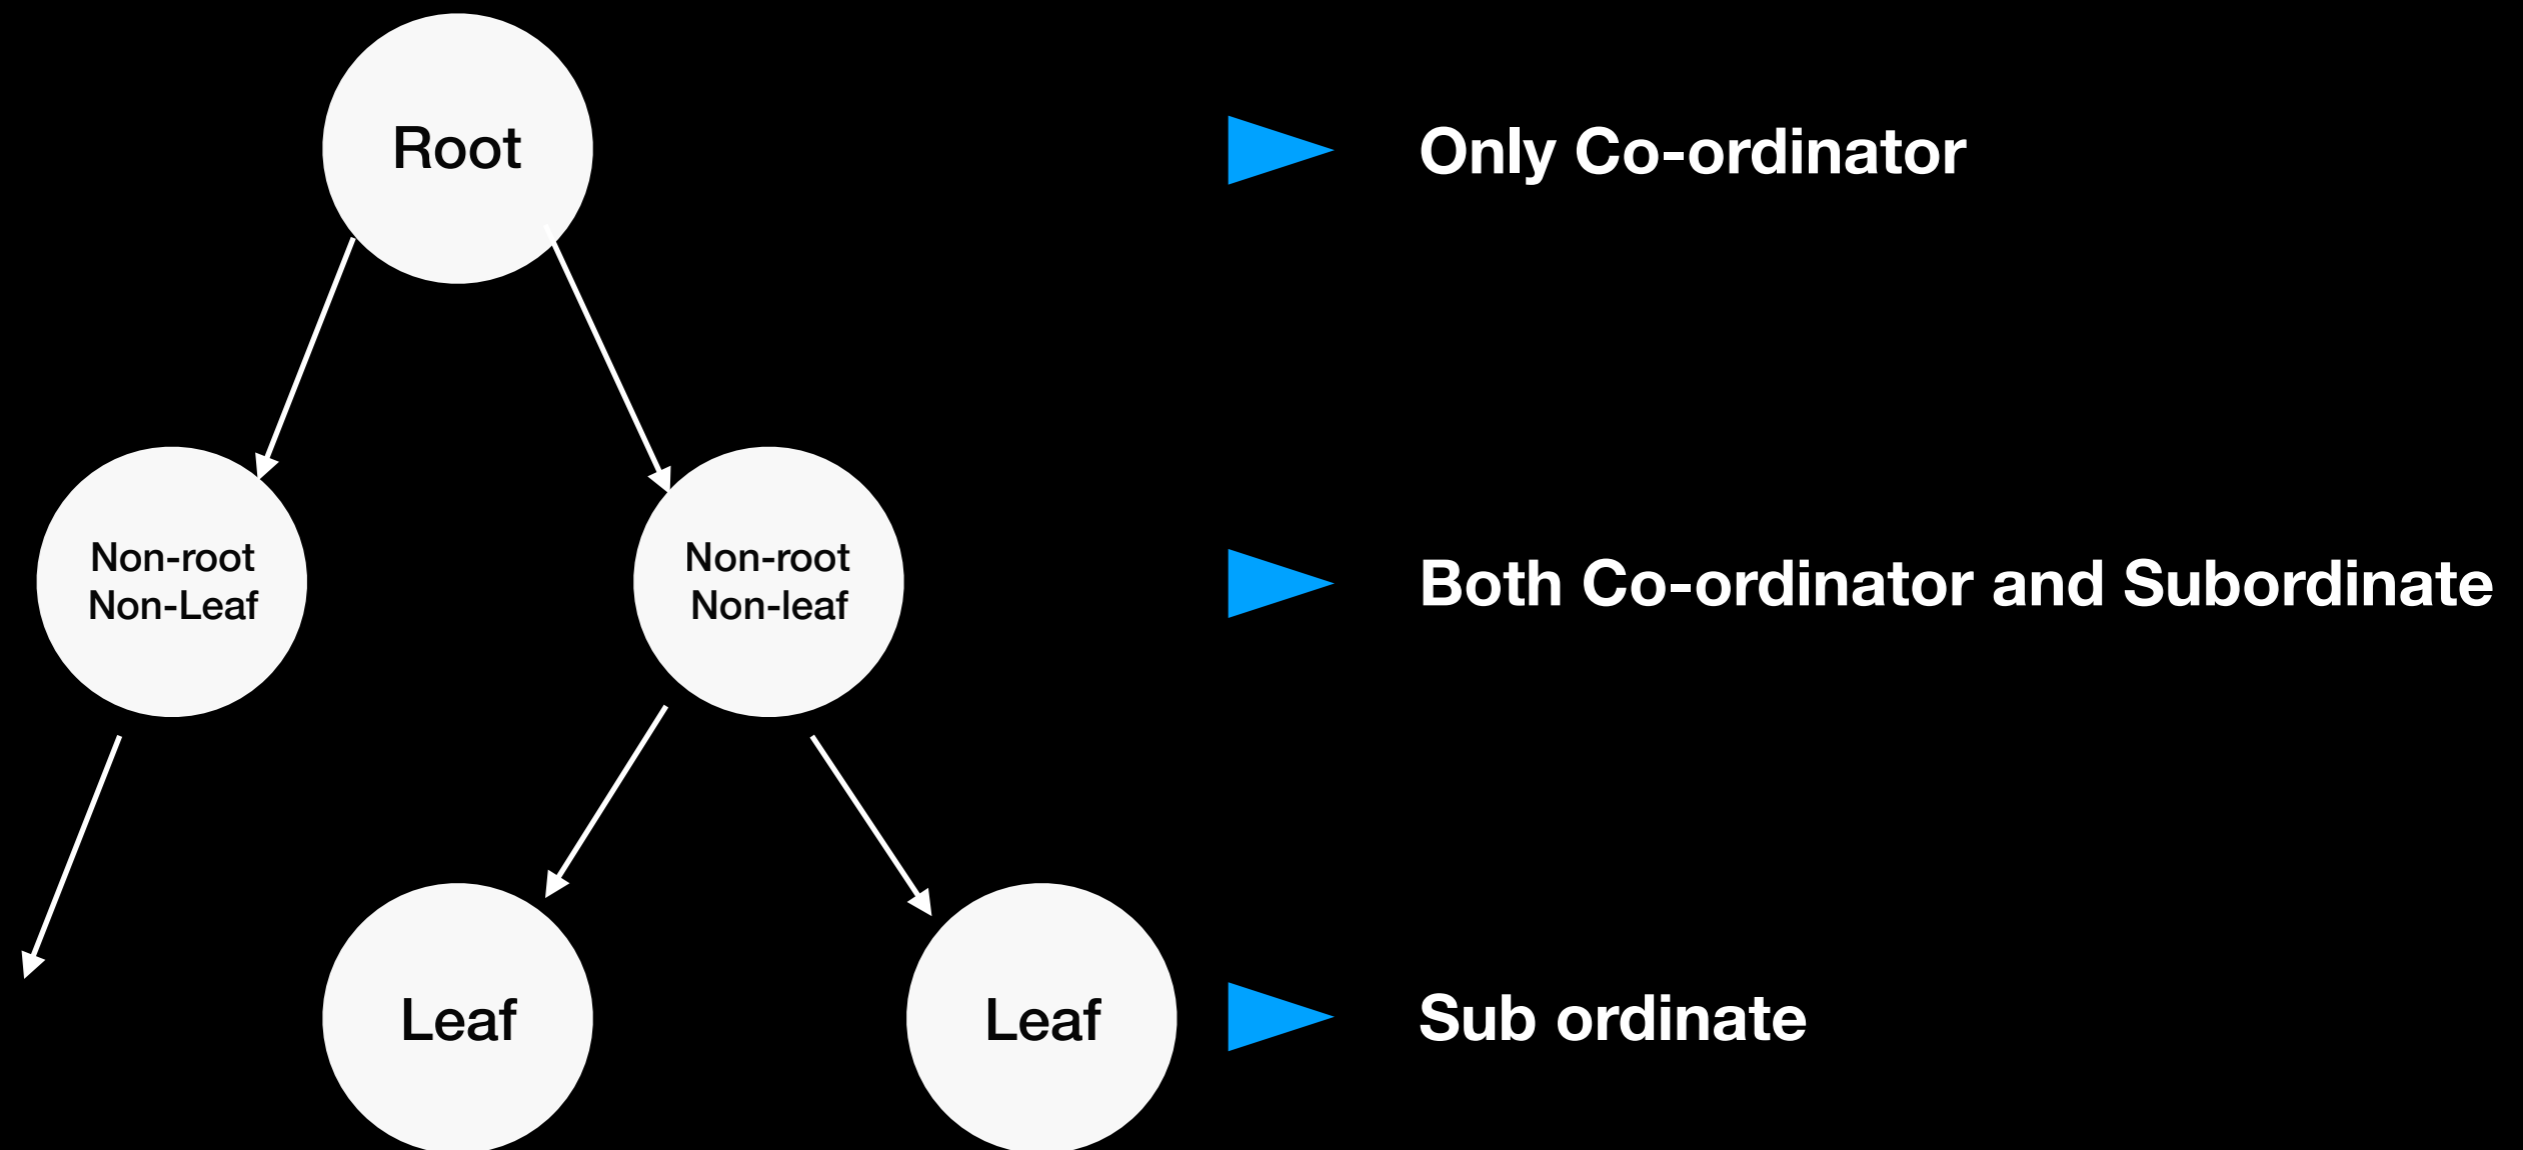 Root
Only Co-ordinator
Non-root
Non-Leaf
Non-root
Non-leaf
Both Co-ordinator and Subordinate
Leaf
Leaf
Sub ordinate